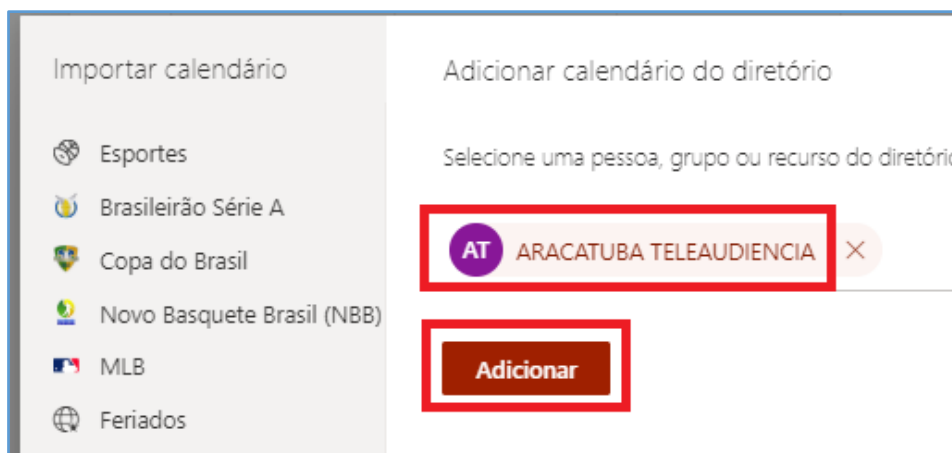 Importar calendário
Esportes
Brasileirão Série A
Copa do Brasil
Novo Basquete Brasil (NBB)
MLB
Feriados
Adicionar calendário do diretório
Selecione uma pessoa, grupo ou recurso do diretório
AT ARACATUBA TELEAUDIENCIA
Adicionar